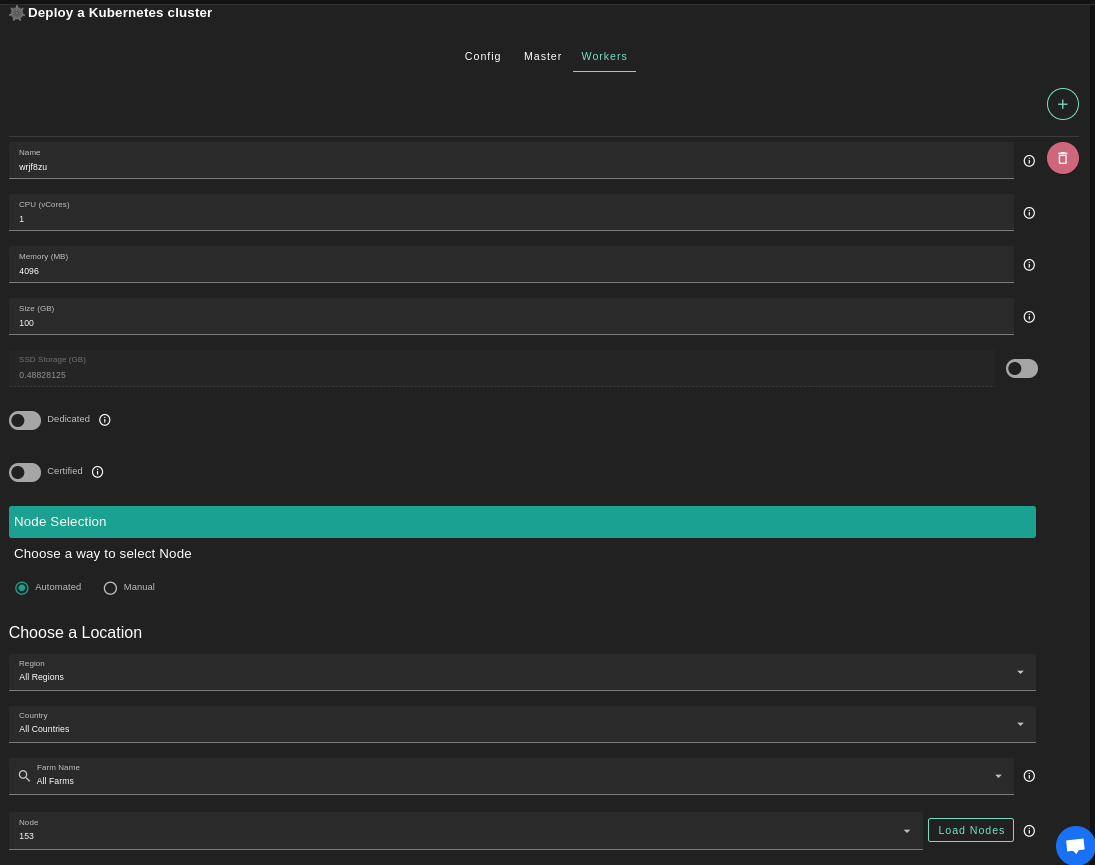 Deploy a Kubernetes cluster
Config Master Workers
Name
wrjf8zu
CPU (vCores)
1
Memory (MB)
4096
Size (GB)
100
SSD Storage (GB)
0.48828125
Dedicated
Certified
Node Selection
Choose a way to select Node
Automated Manual
Choose a Location
Region
All Regions
Country
All Countries
Farm Name
All Farms
Node
153
Load Nodes